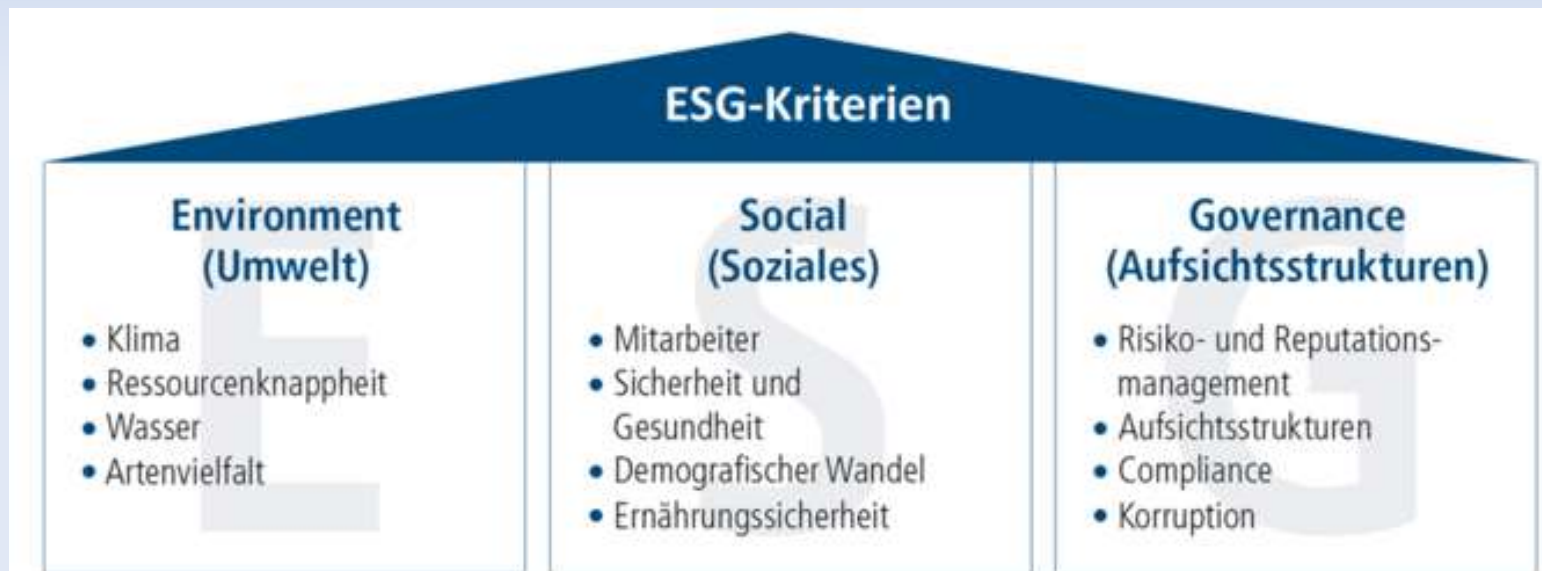 ESG-Kriterien
Environment
(Umwelt)
• Klima
• Ressourcenknappheit
• Wasser
• Artenvielfalt
E
Social
(Soziales)
• Mitarbeiter
• Sicherheit und
Gesundheit
• Demografischer Wandel
• Ernährungssicherheit
S
Governance
(Aufsichtsstrukturen)
• Risiko- und Reputations-
management
• Aufsichtsstrukturen
• Compliance
• Korruption
G